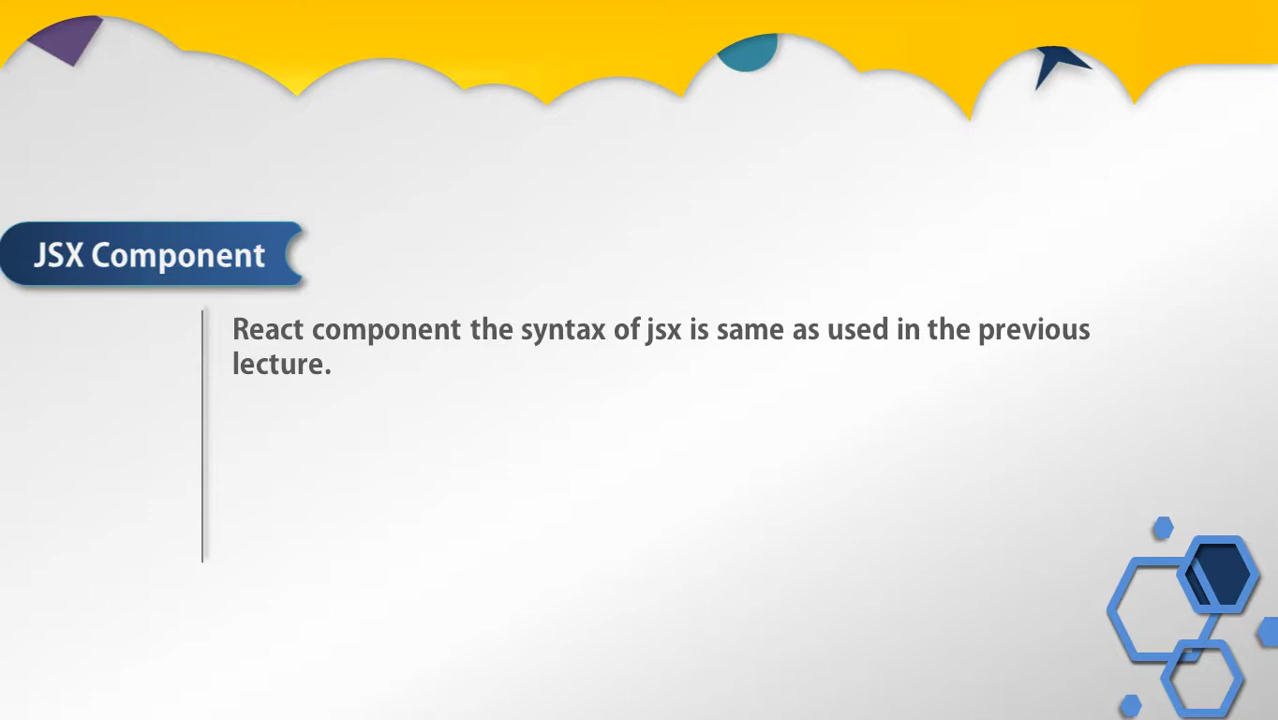 JSX Component
React component the syntax of jsx is same as used in the previous
lecture.